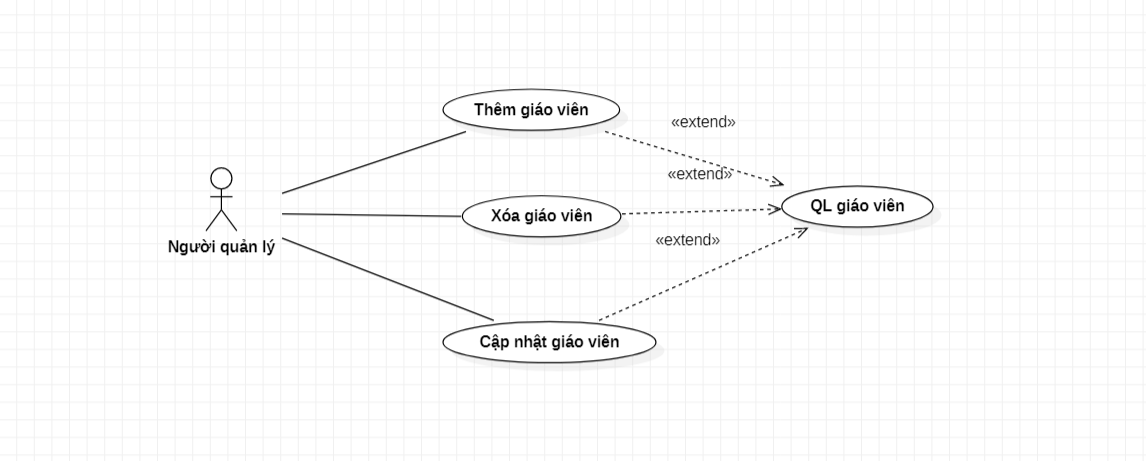 Thêm giáo viên
«extend»
«extend»
Xóa giáo viên
QL giáo viên
Người quản lý
«extend»
Cập nhật giáo viên